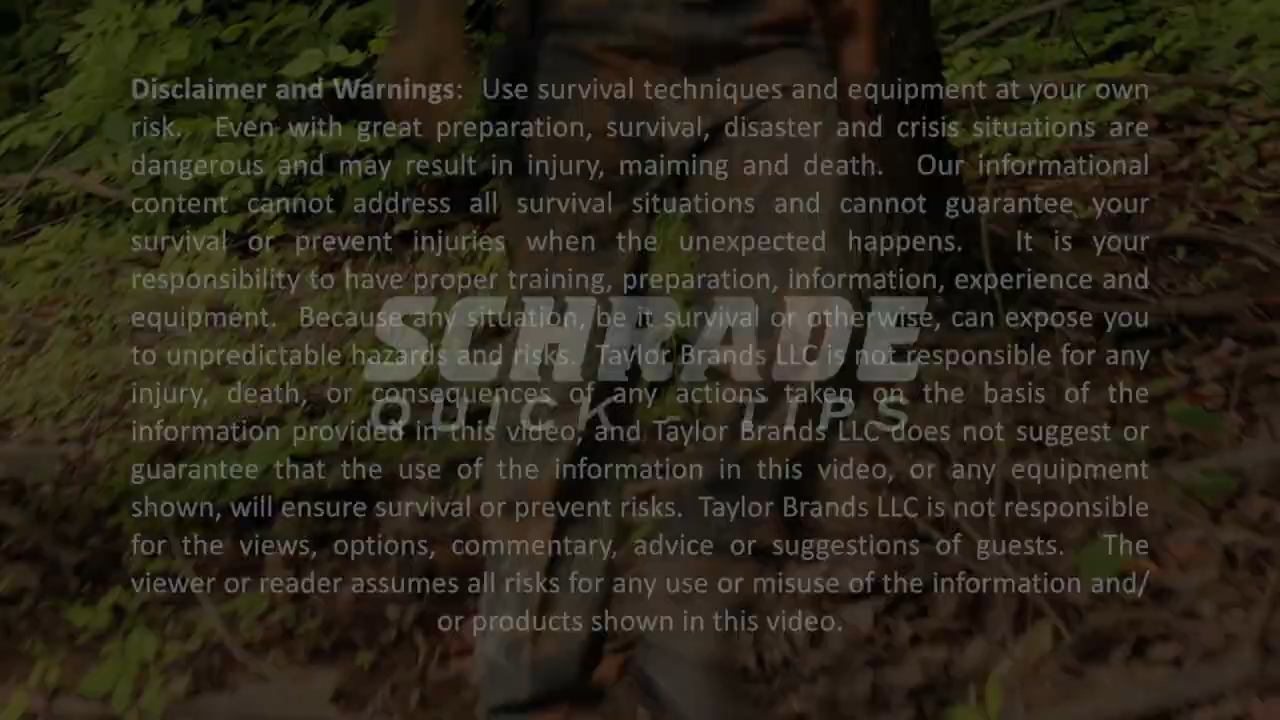 Disclaimer and Warnings: Use survival techniques and equipment at your own
risk. Even with great preparation, survival, disaster and crisis situations are
dangerous and may result in injury, maiming and death. Our informational
content cannot address all survival situations and cannot guarantee your
survival or prevent injuries when the unexpected happens. It is your
responsibility to have proper training, preparation, information, experience and
equipment. Because any situation, be it survival or otherwise, can expose you
SCHRADE
to unpredictable hazards and risks. Taylor Brands LLC is not responsible for any
injury, death, or consequences of any actions taken on the basis of the
QUICK - TIPS
information provided in this video, and Taylor Brands LLC does not suggest or
guarantee that the use of the information in this video, or any equipment
shown, will ensure survival or prevent risks. Taylor Brands LLC is not responsible
for the views, options, commentary, advice or suggestions of guests. The
viewer or reader assumes all risks for any use or misuse of the information and/
or products shown in this video.